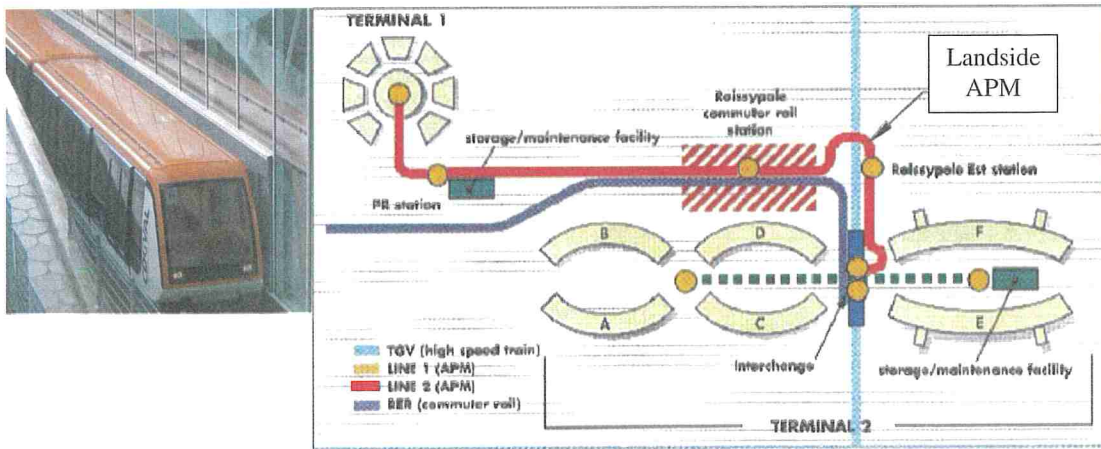 TERMINAL 1
Landside
APM
Roissypole
commuter rail
station
storage/maintenance facility
Roissypole Est station
PR station
B
D
F
A
C
E
TGV (high speed train)
LINE 1 (APM)
LINE 2 (APM)
RER (commuter rail)
Interchange
storage/maintenance facility
TERMINAL 2